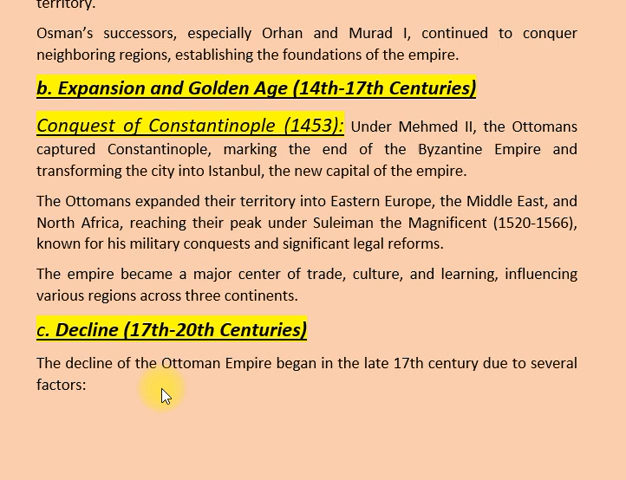 territory.
Osman's successors, especially Orhan and Murad I, continued to conquer
neighboring regions, establishing the foundations of the empire.
b. Expansion and Golden Age (14th-17th Centuries)
Conquest of Constantinople (1453): Under Mehmed II, the Ottomans
captured Constantinople, marking the end of the Byzantine Empire and
transforming the city into Istanbul, the new capital of the empire.
The Ottomans expanded their territory into Eastern Europe, the Middle East, and
North Africa, reaching their peak under Suleiman the Magnificent (1520-1566),
known for his military conquests and significant legal reforms.
The empire became a major center of trade, culture, and learning, influencing
various regions across three continents.
c. Decline (17th-20th Centuries)
The decline of the Ottoman Empire began in the late 17th century due to several
factors: